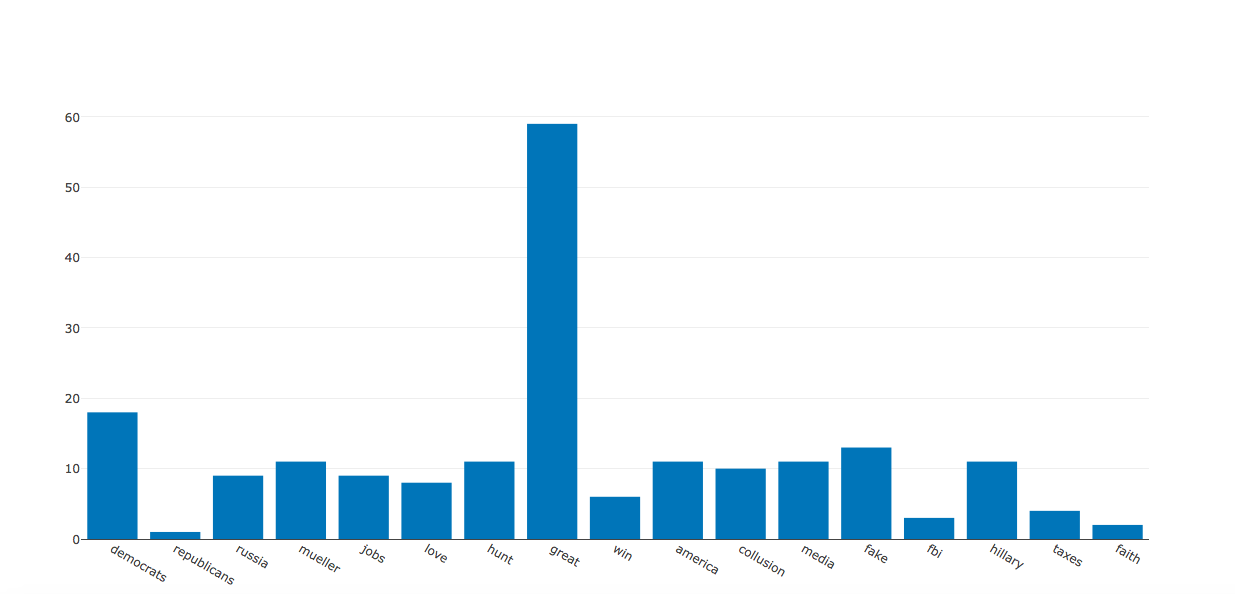 60
50
40
30
20
10
0
democrats
republicans
russia
mueller
jobs
love
hunt
great
win
america
collusion
media
fake
fbi
hillary
taxes
faith